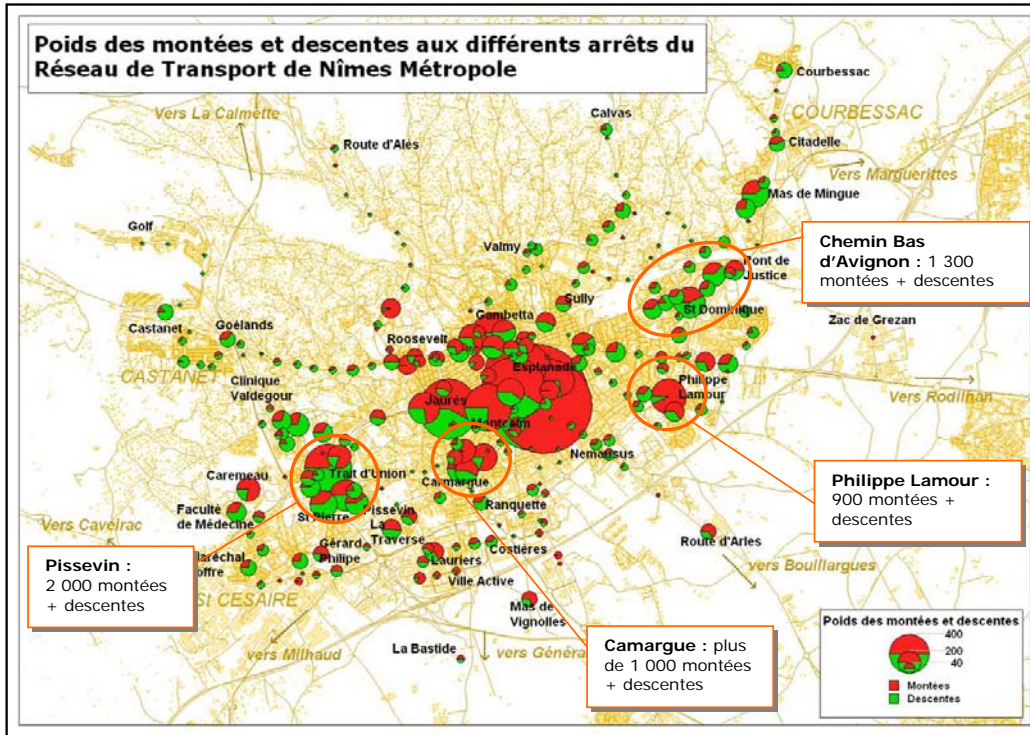 Poids des montées et descentes aux différents arrêts du
Réseau de Transport de Nîmes Métropole
Courbessac
Vers La Calmette
Calvas
COURBESSAC
Route d'Alés
Citadelle
Vers Marguerittes
Mas de Mingue
Golf
Valmy
Chemin Bas
d'Avignon : 1 300
montées + descentes
Pont de
Justice
Sully
St Dominique
Gambetta
Castanet
Goélands
Roosevelt
Zac de Grezan
Esplanade
CASTANET
Clinique
Valdegour
Philippe
Lamour
Jaurès
Vers Rodilhan
Montcalm
Nemausus
Caremeau
Trait d'Union
Carmargue
Philippe Lamour :
900 montées +
descentes
Faculté
de Médecine
Pissevin
St Pierre
La
Traverse
Ranquette
Vers Caveirac
Route d'Arles
Gérard
Philipe
Costières
Lauriers
Maréchal
offre
vers Bouillargues
Pissevin :
2 000 montées
+ descentes
Ville Active
St CESAIRE
Mas de
Vignolles
Camargue : plus
de 1 000 montées
+ descentes
vers Milhaud
La Bastide
vers Généra
Poids des montées et descentes
400
200
40
Montées
Descentes